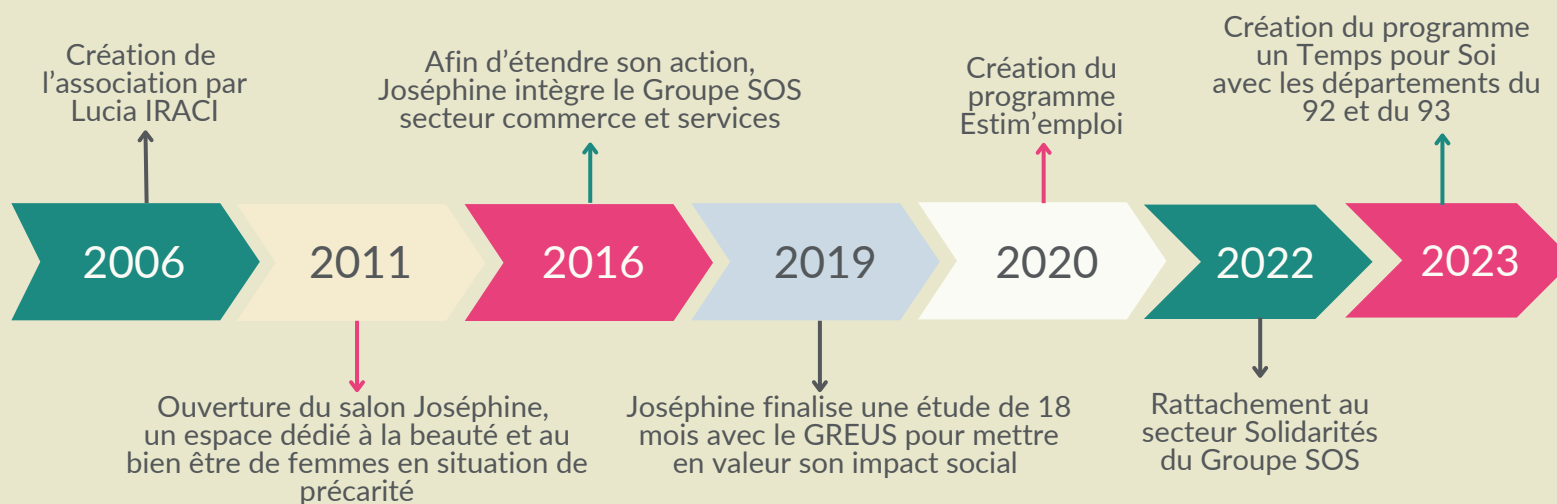 Création de
l'association par
Lucia IRACI
Afin d'étendre son action,
Joséphine intègre le Groupe SOS
secteur commerce et services
Création du
programme
Estim'emploi
Création du programme
un Temps pour Soi
avec les départements du
92 et du 93
2006
2011
2016
2019
2020
2022
2023
Ouverture du salon Joséphine,
un espace dédié à la beauté et au
bien être de femmes en situation de
précarité
Joséphine finalise une étude de 18
mois avec le GREUS pour mettre
en valeur son impact social
Rattachement au
secteur Solidarités
du Groupe SOS